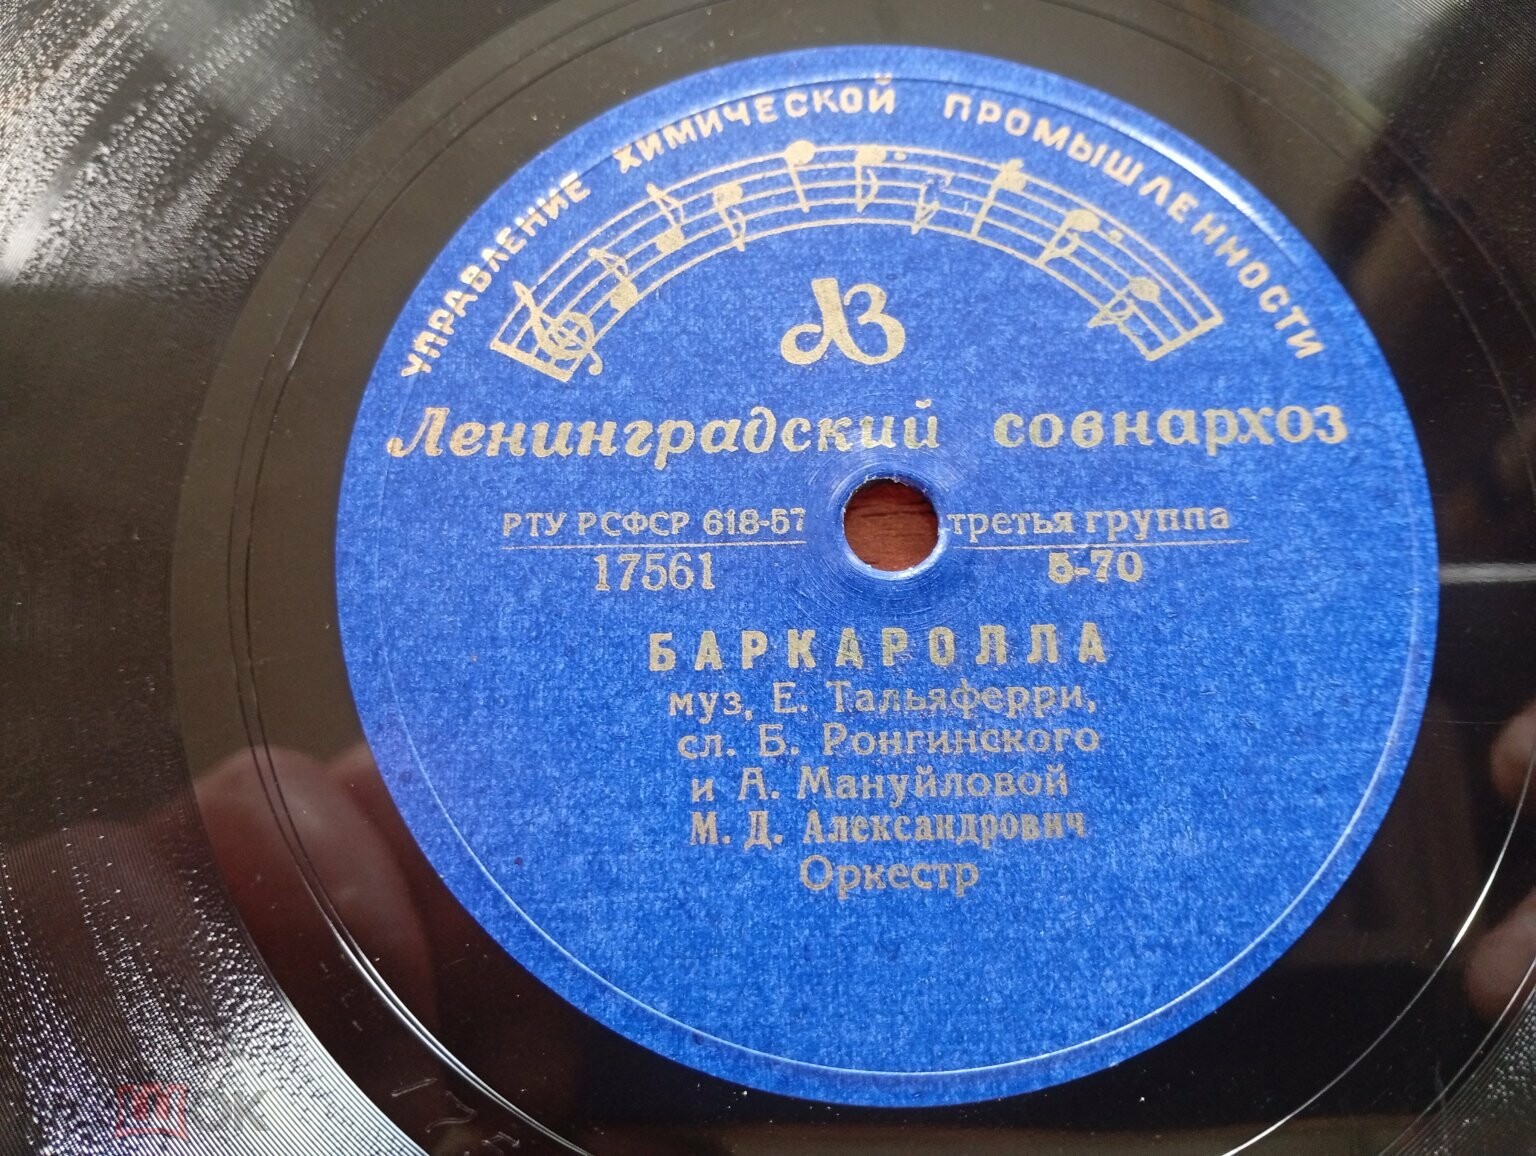 УПРАВЛЕНИЕ ХИМИЧЕСКОЙ ПРОМЫШЛЕННОСТИ
ЛЗ
Ленинградский совнархоз
РТУ РСФСР 618-57 третья группа
17561 5-70
БАРКАРОЛЛА
муз. Е. Тальяферри,
сл. Б. Ронгинского
и А. Мануйловой
М. Д. Александрович
Оркестр